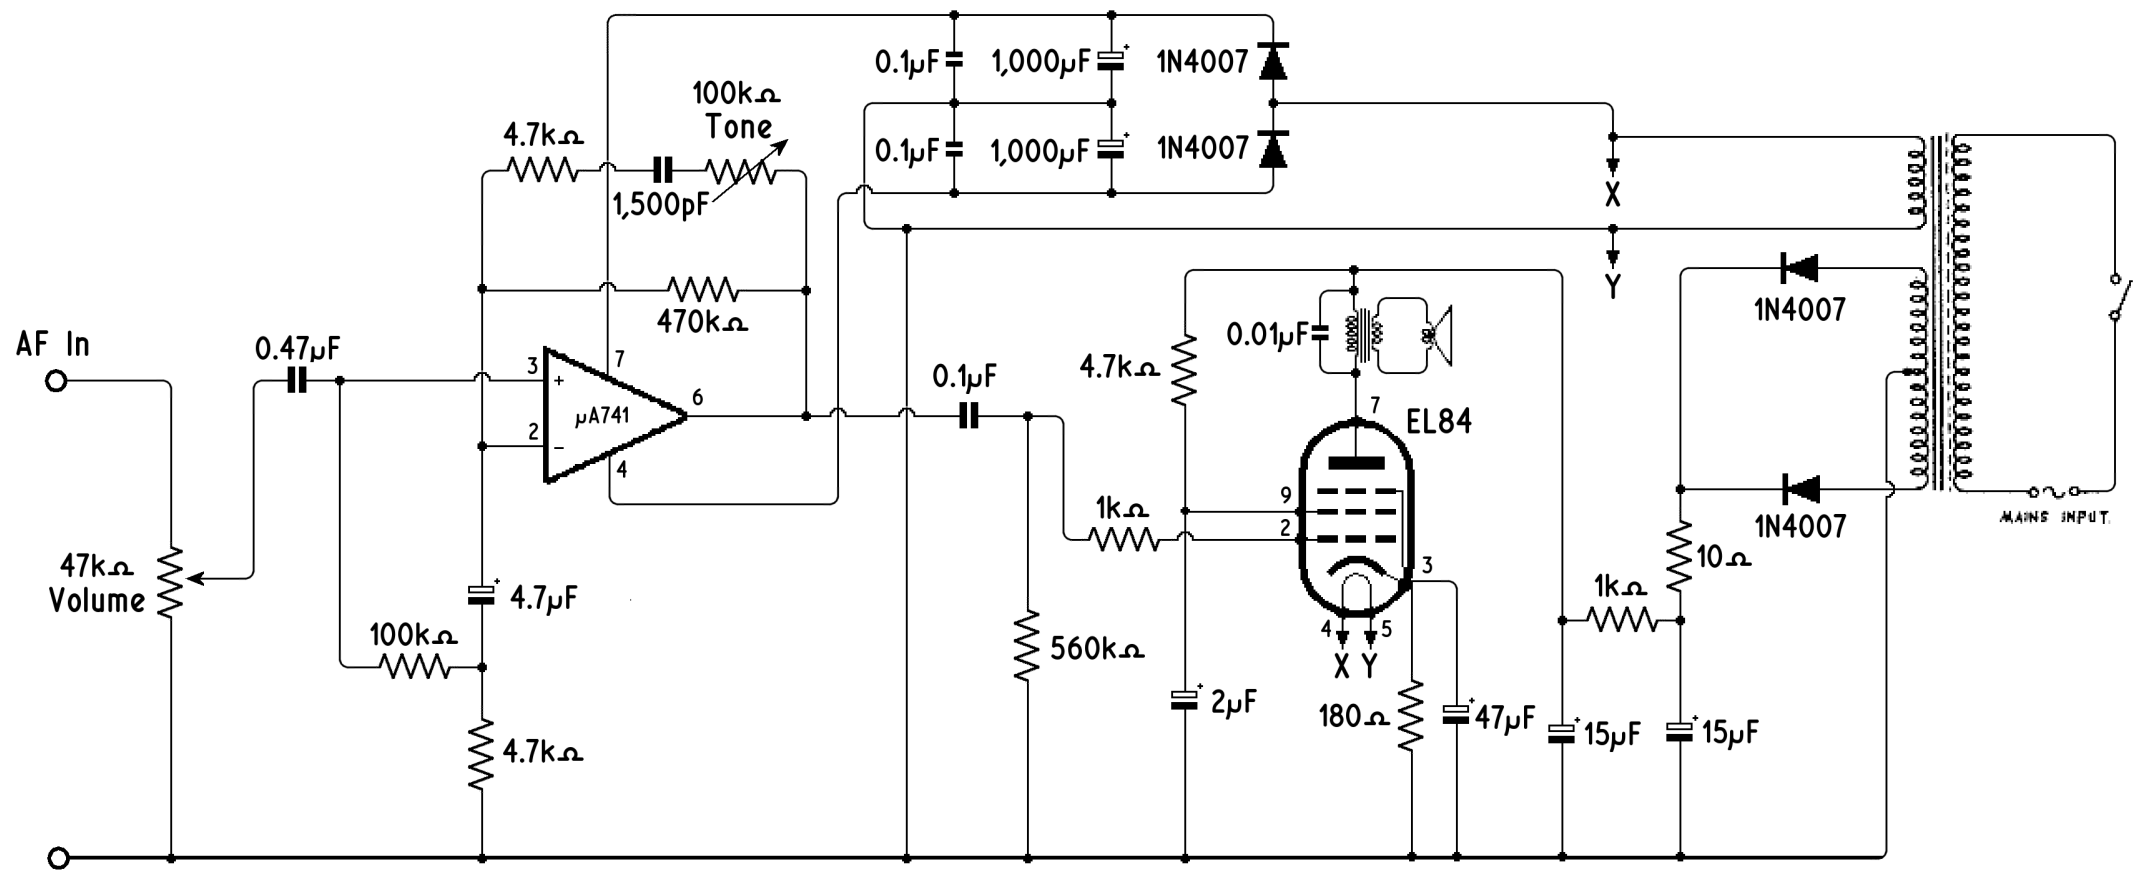 0.1µF
1,000µF
+
1N4007
100kΩ
Tone
4.7kΩ
0.1µF
1,000µF
+
1N4007
1,500pF
X
Y
1N4007
470kΩ
0.01µF
AF In
0.47µF
3
+
7
µA741
6
2
−
4
0.1µF
4.7kΩ
7
EL84
9
2
1kΩ
1N4007
MAINS INPUT
10Ω
47kΩ
Volume
+
4.7µF
100kΩ
560kΩ
3
4
5
X
Y
1kΩ
+
2µF
180Ω
+
47µF
+
15µF
+
15µF
4.7kΩ